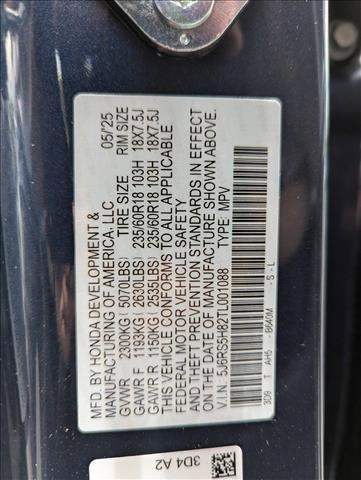 MFD. BY HONDA DEVELOPMENT & 05/'25
MANUFACTURING OF AMERICA, LLC
TIRE SIZE RIM SIZE
GVWR 2300KG ( 5070LBS)
GAWR F 1193KG ( 2630LBS) 235/60R18 103H 18X7.5J
GAWR R 1150KG ( 2535LBS) 235/60R18 103H 18X7.5J
THIS VEHICLE CONFORMS TO ALL APPLICABLE
FEDERAL MOTOR VEHICLE SAFETY
AND THEFT PREVENTION STANDARDS IN EFFECT
ON THE DATE OF MANUFACTURE SHOWN ABOVE.
V.I.N. 5J6RS5H82TL001088 TYPE: MPV
3D9 T AH5 B640M S - L
3D4 A2